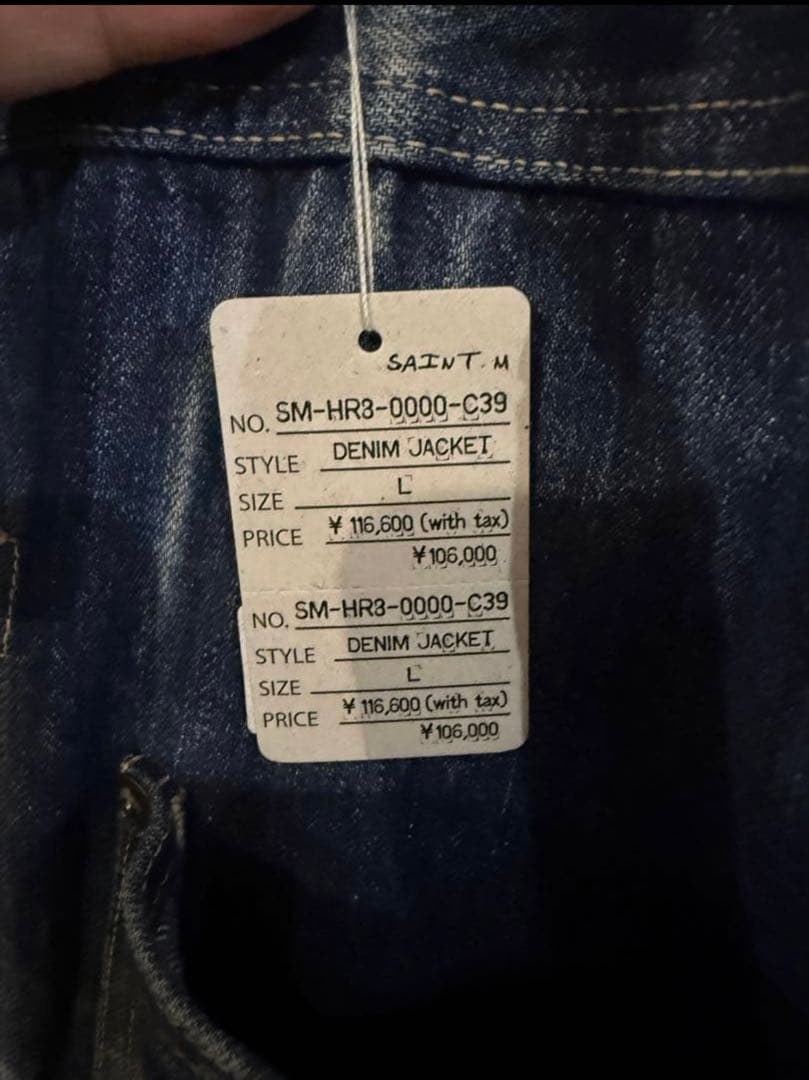 SAINT. M
NO. SM-HR3-0000-C39
STYLE DENIM JACKET
SIZE L
PRICE ¥ 116,600 (with tax)
¥106,000
NO. SM-HR3-0000-C39
STYLE DENIM JACKET
SIZE L
PRICE ¥ 116,600 (with tax)
¥106,000